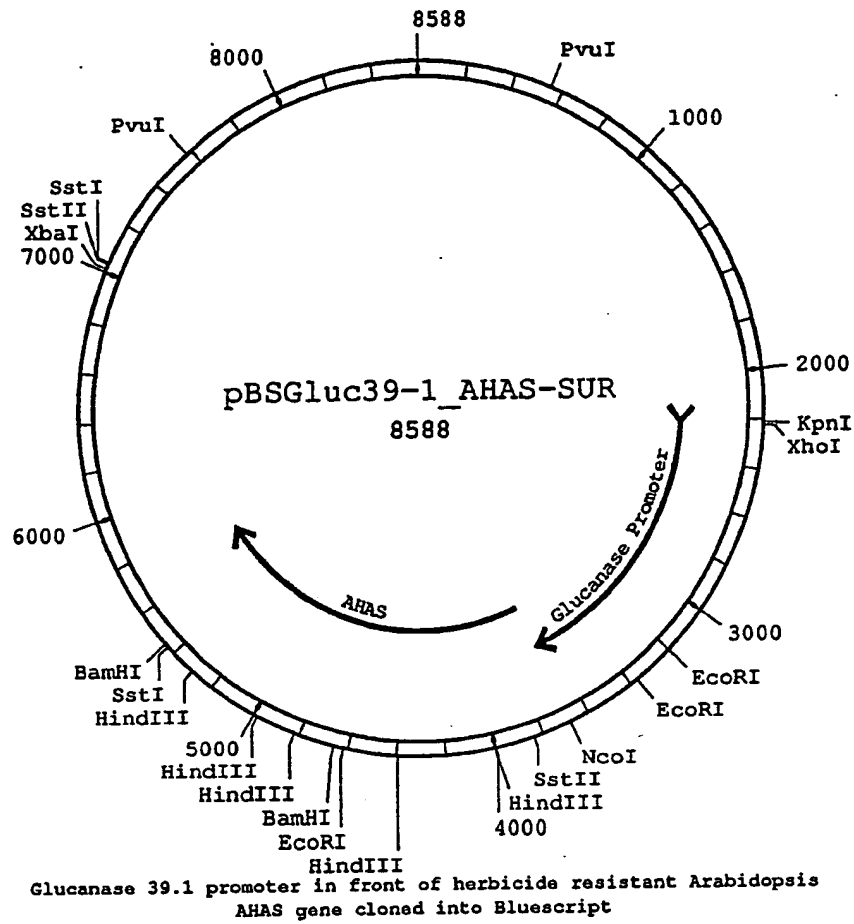 8588
PvuI
8000
1000
PvuI
SstI
SstII
XbaI
7000
2000
pBSGluc39-1_AHAS-SUR
8588
KpnI
XhoI
Glucanase Promoter
6000
AHAS
3000
EcoRI
EcoRI
BamHI
SstI
HindIII
NcoI
5000
HindIII
SstII
HindIII
HindIII
4000
BamHI
EcoRI
HindIII
Glucanase 39.1 promoter in front of herbicide resistant Arabidopsis
AHAS gene cloned into Bluescript